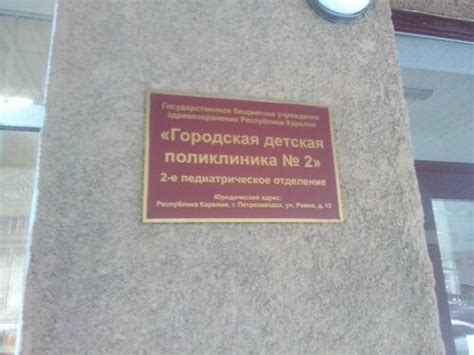 Государственное бюджетное учреждение
здравоохранения Республики Карелия
«Городская детская
поликлиника № 2»
2-е педиатрическое отделение
Юридический адрес:
Республика Карелия, г. Петрозаводск, ул. Ровио, д. 13